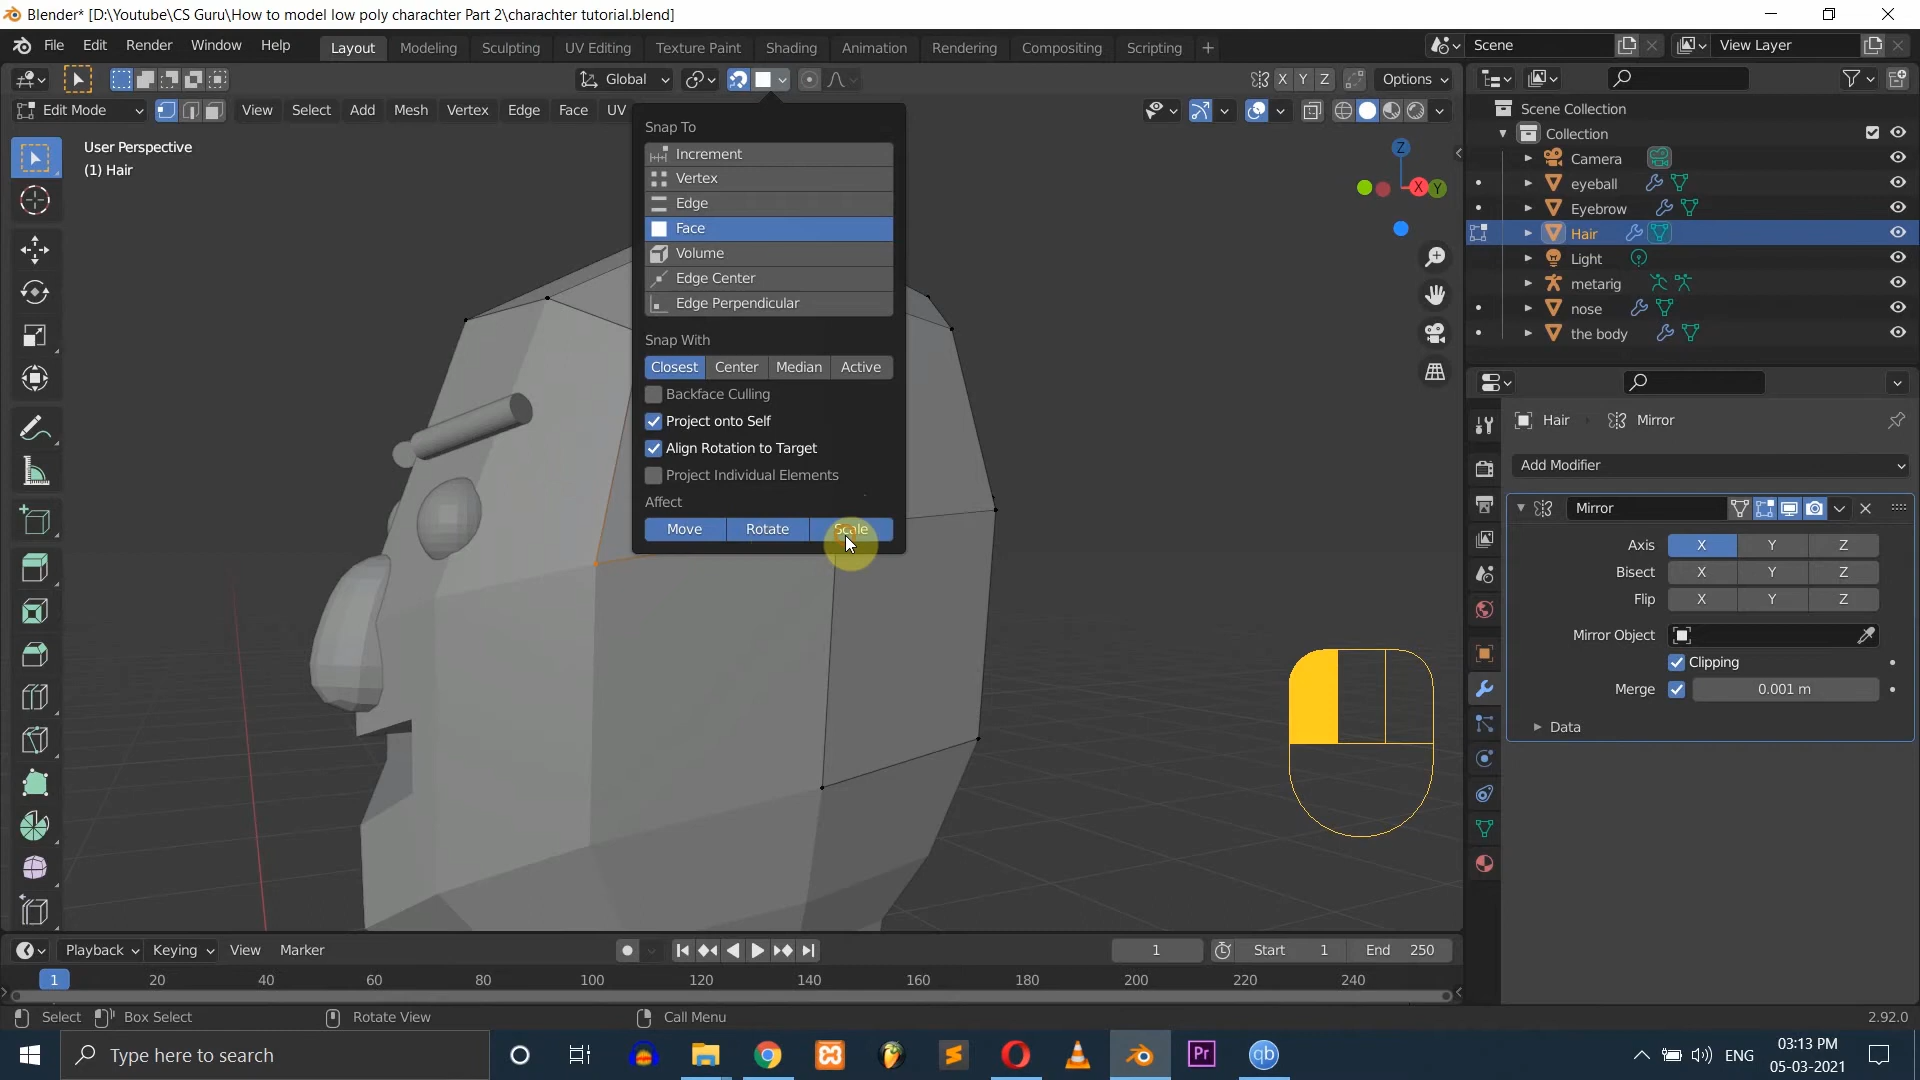 Blender* [D:\Youtube\CS Guru\How to model low poly charachter Part 2\charachter tutorial.blend]
File Edit Render Window Help Layout Modeling Sculpting UV Editing Texture Paint Shading Animation Rendering Compositing Scripting + Scene View Layer
Global X Y Z Options
Edit Mode View Select Add Mesh Vertex Edge Face UV
User Perspective
(1) Hair
Snap To
Increment
Vertex
Edge
Face
Volume
Edge Center
Edge Perpendicular
Snap With
Closest Center Median Active
Backface Culling
Project onto Self
Align Rotation to Target
Project Individual Elements
Affect
Move Rotate Scale
Z
X Y
Scene Collection
Collection
Camera
eyeball
Eyebrow
Hair
Light
metarig
nose
the body
Hair Mirror
Add Modifier
Mirror
Axis X Y Z
Bisect X Y Z
Flip X Y Z
Mirror Object
Clipping
Merge 0.001 m
Data
Playback Keying View Marker 1 Start 1 End 250
1 20 40 60 80 100 120 140 160 180 200 220 240
Select Box Select Rotate View Call Menu 2.92.0
Type here to search
Pr qb
ENG
03:13 PM
05-03-2021